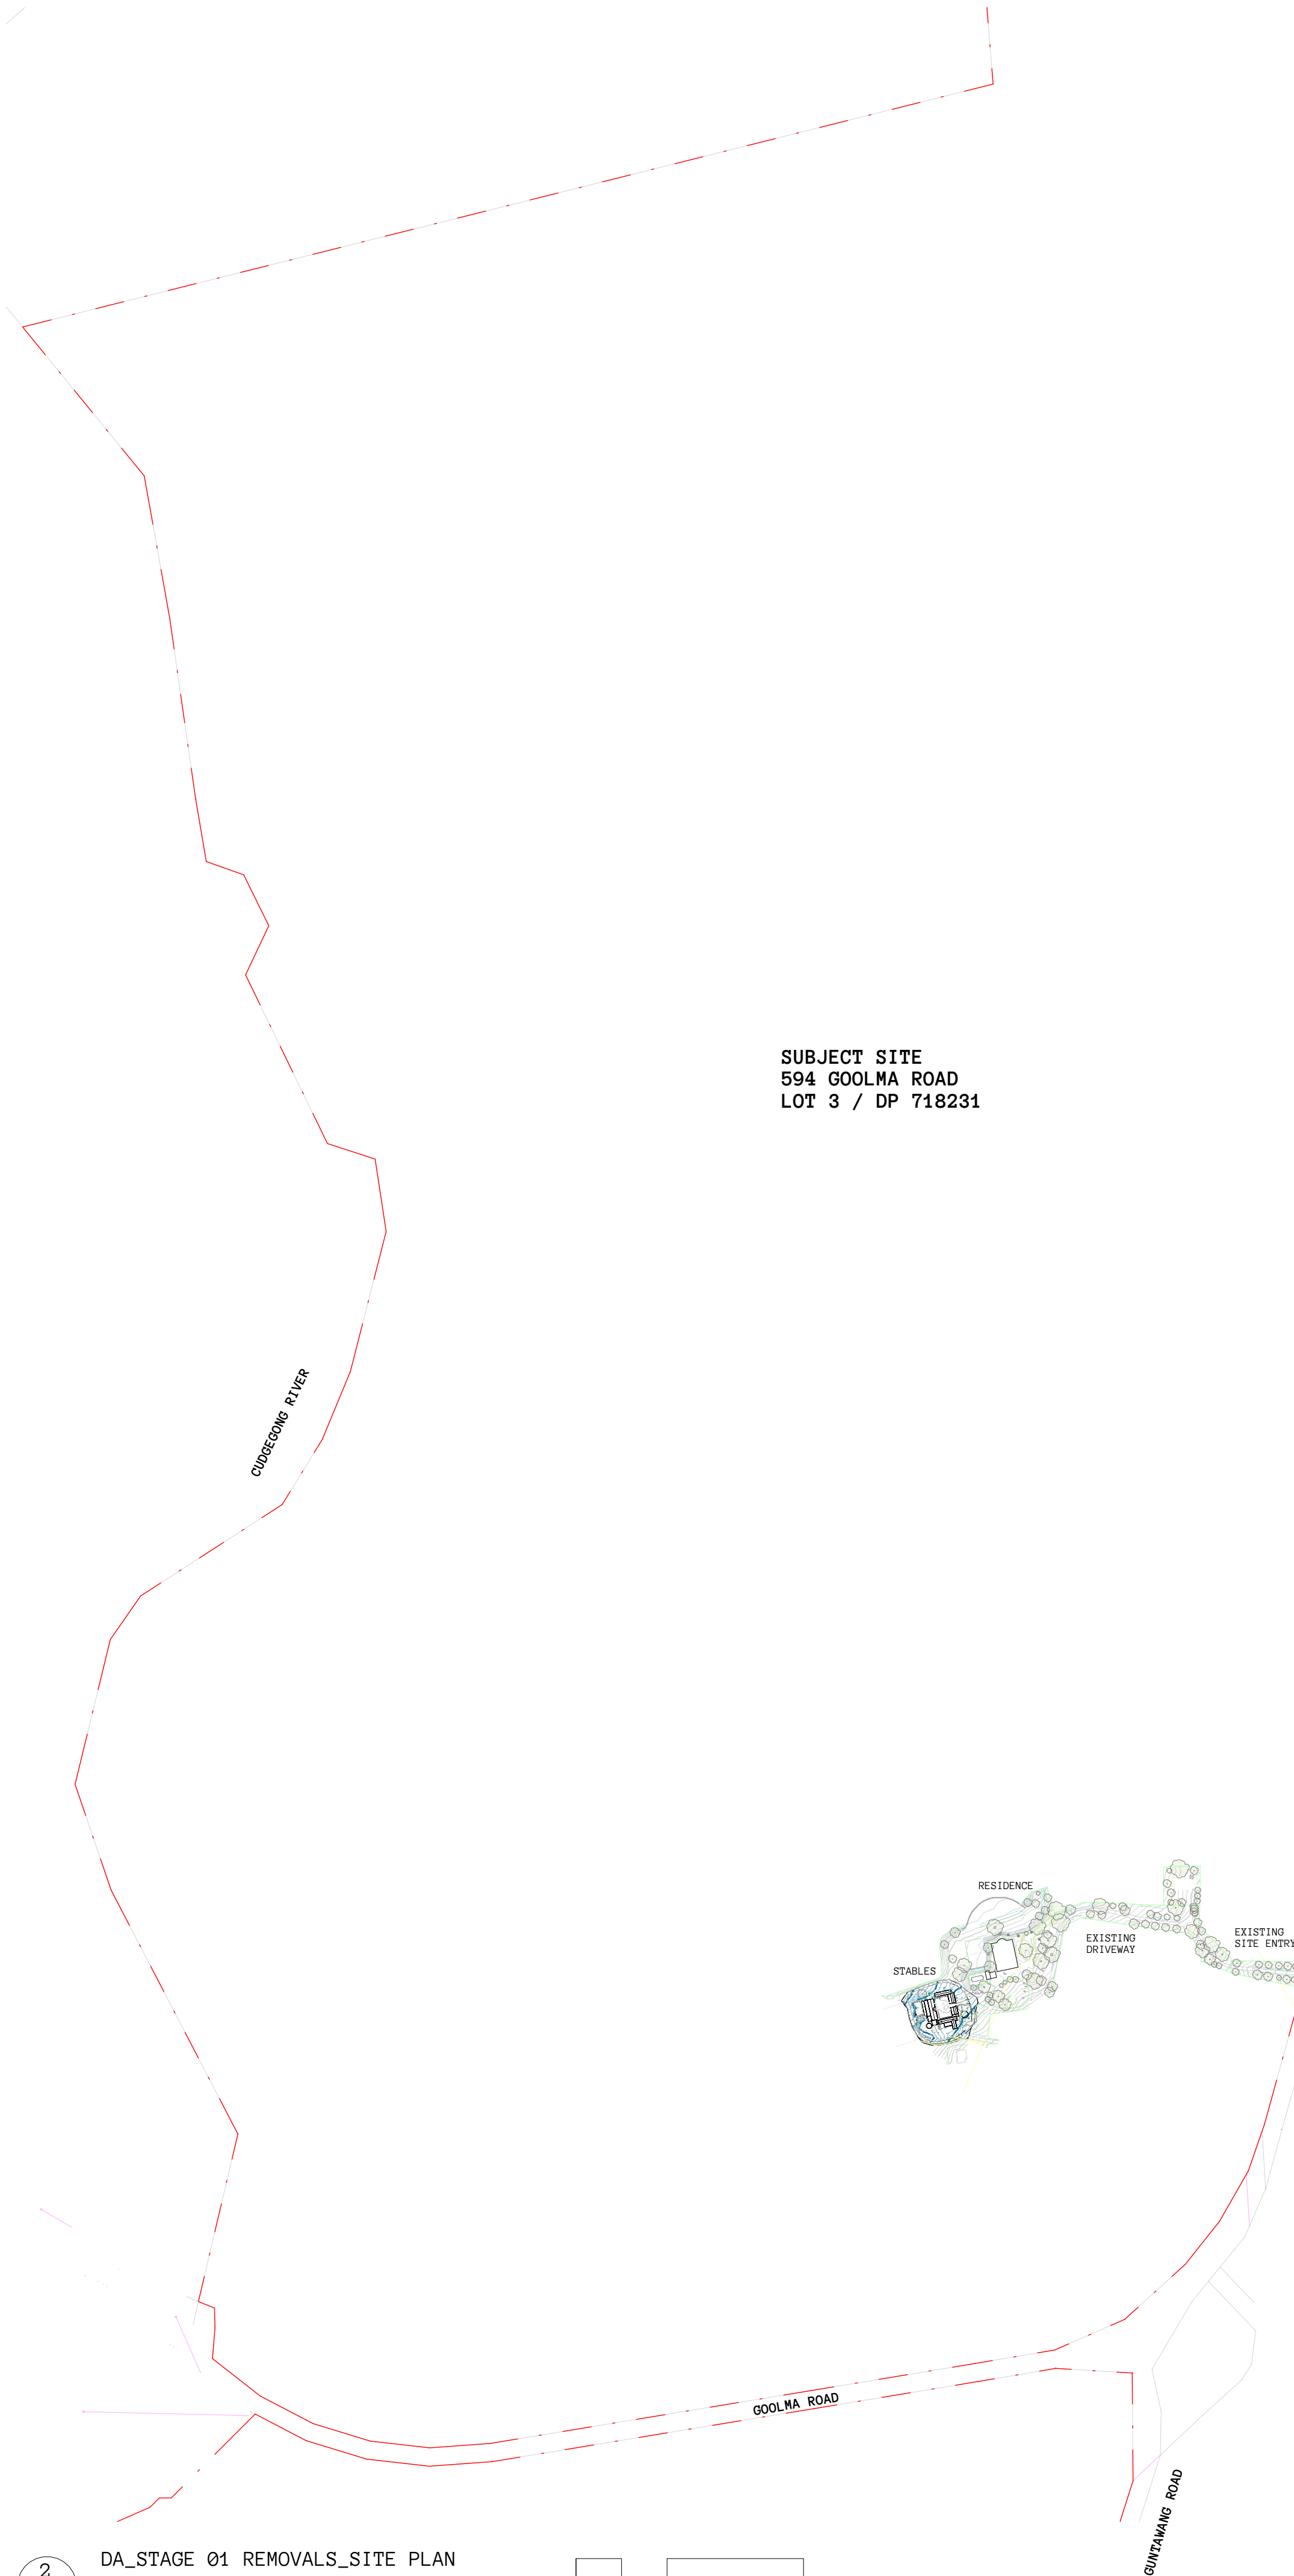 SUBJECT SITE
594 GOOLMA ROAD
LOT 3 / DP 718231
CUDGEGONG RIVER
RESIDENCE
EXISTING
DRIVEWAY
EXISTING
SITE ENTRY
STABLES
GOOLMA ROAD
GUNTAWANG ROAD
2
DA_STAGE 01 REMOVALS_SITE PLAN